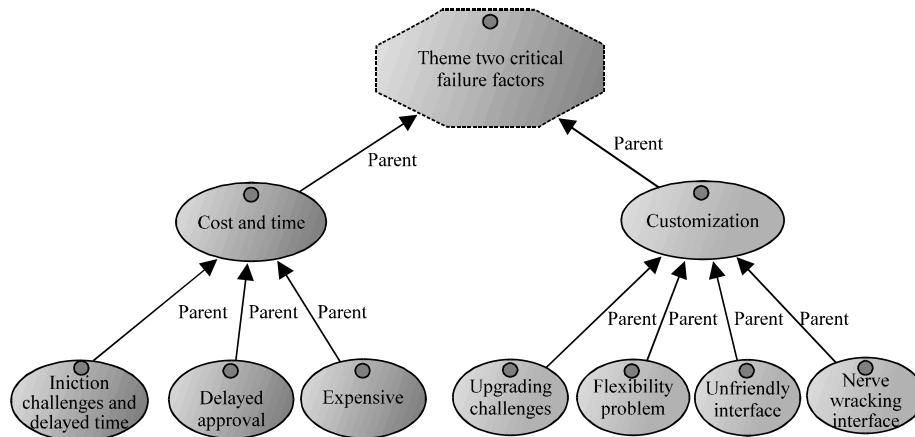 Theme two critical
failure factors
Parent
Parent
Cost and time
Customization
Parent
Parent
Parent
Parent
Parent
Parent
Parent
Iniction
challenges and
delayed time
Delayed
approval
Expensive
Upgrading
challenges
Flexibility
problem
Unfriendly
interface
Nerve
wracking
interface